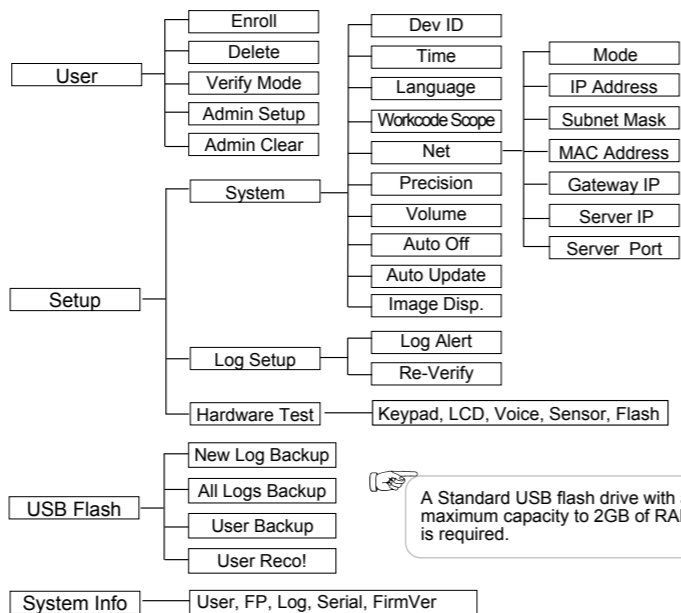 User
Enroll
Delete
Verify Mode
Admin Setup
Admin Clear
Setup
System
Dev ID
Time
Language
Workcode Scope
Net
Mode
IP Address
Subnet Mask
MAC Address
Gateway IP
Server IP
Server Port
Precision
Volume
Auto Off
Auto Update
Image Disp.
Log Setup
Log Alert
Re-Verify
Hardware Test
Keypad, LCD, Voice, Sensor, Flash
USB Flash
New Log Backup
All Logs Backup
User Backup
User Reco!
A Standard USB flash drive with
maximum capacity to 2GB of
is required.
System Info
User, FP, Log, Serial, FirmVer